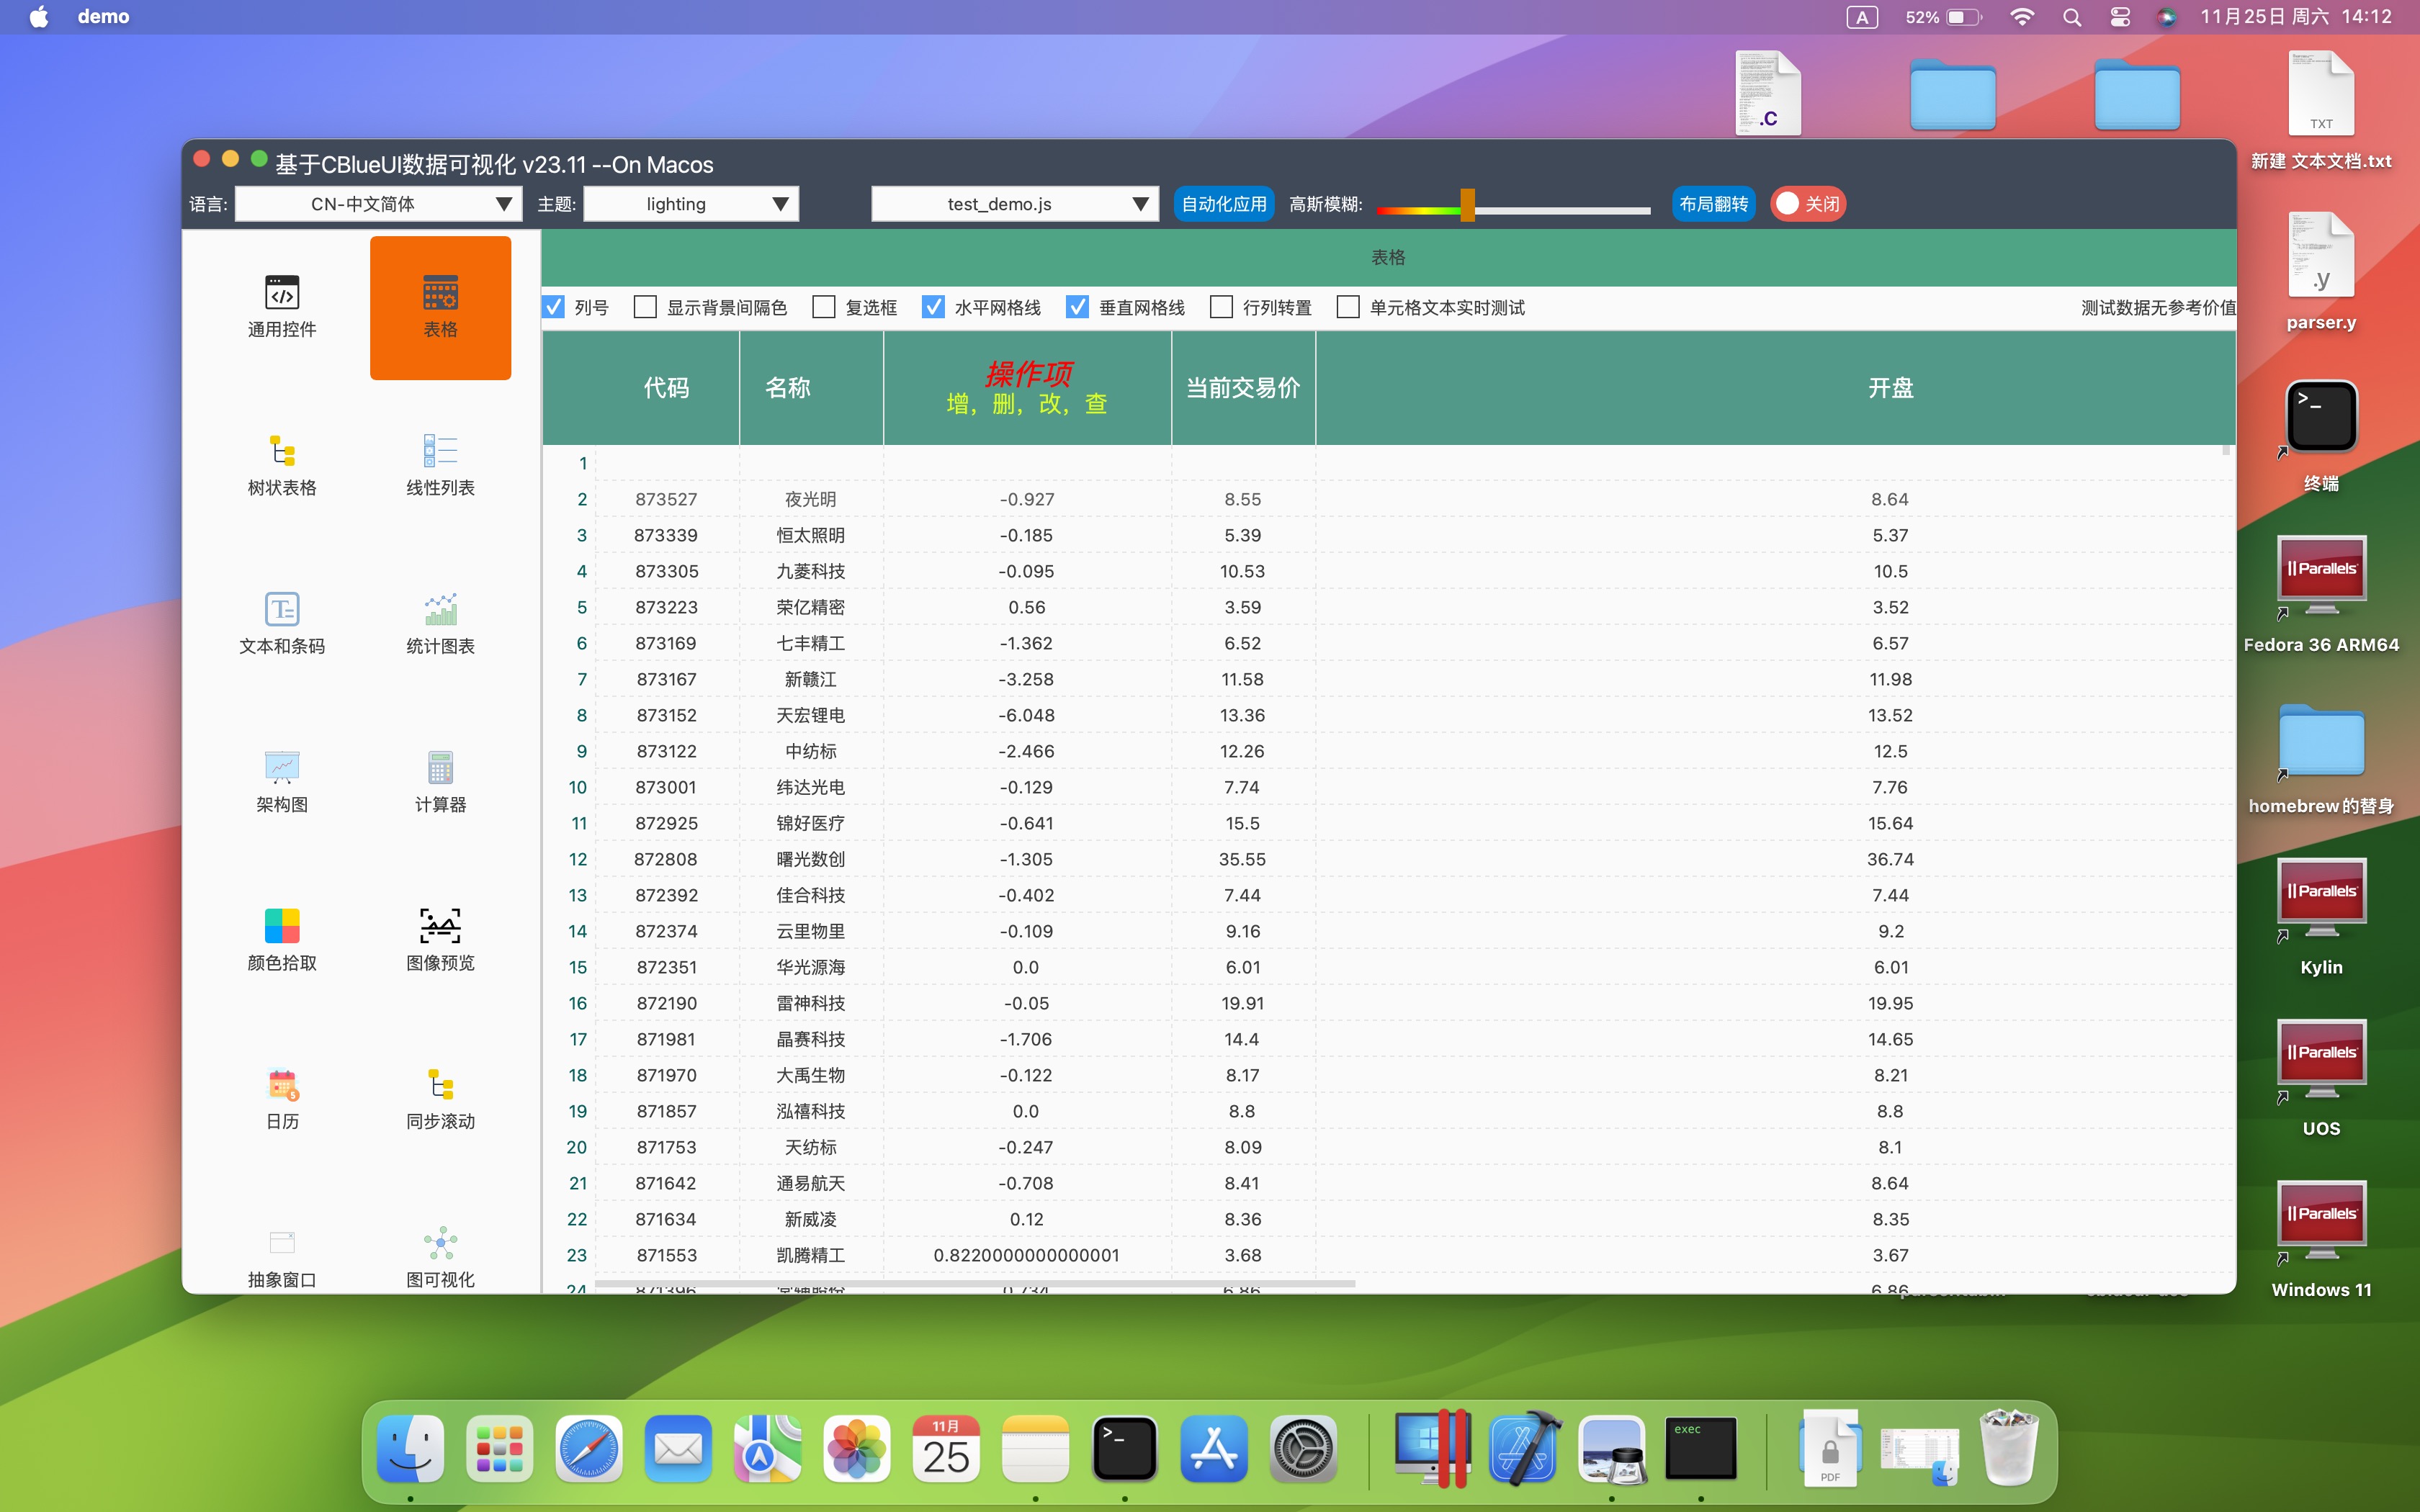 demo
A 52% 11月25日 周六 14:12
.C
TXT
新建 文本文档.txt
基于CBlueUI数据可视化 v23.11 --On Macos
语言: CN-中文简体 主题: lighting test_demo.js 自动化应用 高斯模糊: 布局翻转 关闭
表格
列号 显示背景间隔色 复选框 水平网格线 垂直网格线 行列转置 单元格文本实时测试 测试数据无参考价值
通用控件 表格
树状表格 线性列表
文本和条码 统计图表
架构图 计算器
颜色拾取 图像预览
日历 同步滚动
抽象窗口 图可视化
代码 名称 操作项 当前交易价 开盘
增，删，改，查
1
2 873527 夜光明 -0.927 8.55 8.64
3 873339 恒太照明 -0.185 5.39 5.37
4 873305 九菱科技 -0.095 10.53 10.5
5 873223 荣亿精密 0.56 3.59 3.52
6 873169 七丰精工 -1.362 6.52 6.57
7 873167 新赣江 -3.258 11.58 11.98
8 873152 天宏锂电 -6.048 13.36 13.52
9 873122 中纺标 -2.466 12.26 12.5
10 873001 纬达光电 -0.129 7.74 7.76
11 872925 锦好医疗 -0.641 15.5 15.64
12 872808 曙光数创 -1.305 35.55 36.74
13 872392 佳合科技 -0.402 7.44 7.44
14 872374 云里物里 -0.109 9.16 9.2
15 872351 华光源海 0.0 6.01 6.01
16 872190 雷神科技 -0.05 19.91 19.95
17 871981 晶赛科技 -1.706 14.4 14.65
18 871970 大禹生物 -0.122 8.17 8.21
19 871857 泓禧科技 0.0 8.8 8.8
20 871753 天纺标 -0.247 8.09 8.1
21 871642 通易航天 -0.708 8.41 8.64
22 871634 新威凌 0.12 8.36 8.35
23 871553 凯腾精工 0.8220000000000001 3.68 3.67
24 871396 0.734 6.86 6.86
.y
parser.y
>_
终端
Parallels
Fedora 36 ARM64
homebrew的替身
Parallels
Kylin
Parallels
UOS
Parallels
Windows 11
11月
25
>_
exec
PDF